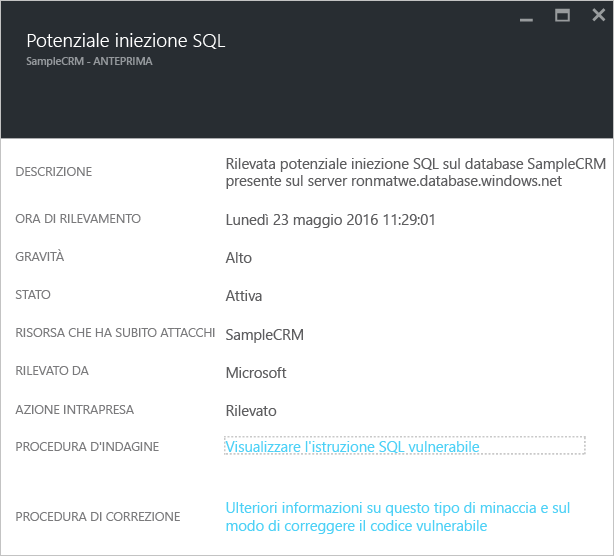 Potenziale iniezione SQL
SampleCRM - ANTEPRIMA
DESCRIZIONE
Rilevata potenziale iniezione SQL sul database SampleCRM
presente sul server ronmatwe.database.windows.net
ORA DI RILEVAMENTO
Lunedì 23 maggio 2016 11:29:01
GRAVITÀ
Alto
STATO
Attiva
RISORSA CHE HA SUBITO ATTACCHI
SampleCRM
RILEVATO DA
Microsoft
AZIONE INTRAPRESA
Rilevato
PROCEDURA D'INDAGINE
Visualizzare l'istruzione SQL vulnerabile
PROCEDURA DI CORREZIONE
Ulteriori informazioni su questo tipo di minaccia e sul
modo di correggere il codice vulnerabile